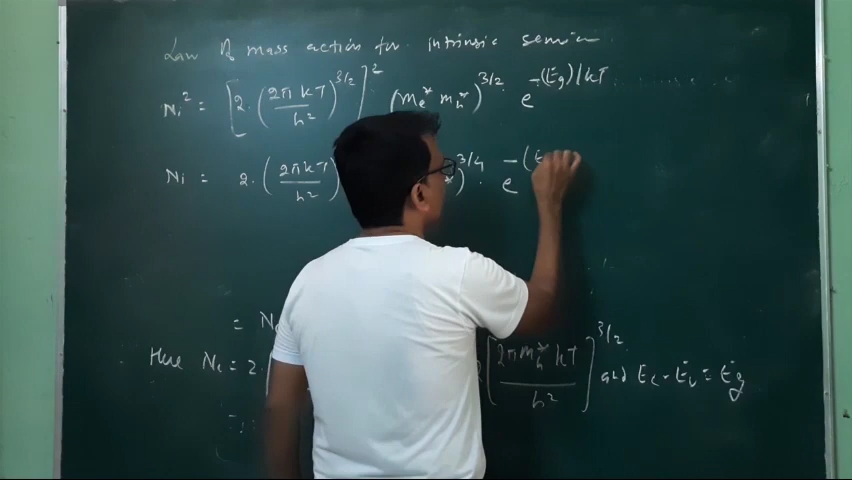 Law of mass action for intrinsic semicon
Ni² = [2·(2πkT/h²)^3/2]² (me* mh*)^3/2 · e^-(Eg)/kT
Ni = 2·(2πkT/h²) *)^3/4 · e^-(E
= N
Here Nc = 2·[ [2πmh* kT/h²]^3/2 and Ec - Ev = Eg